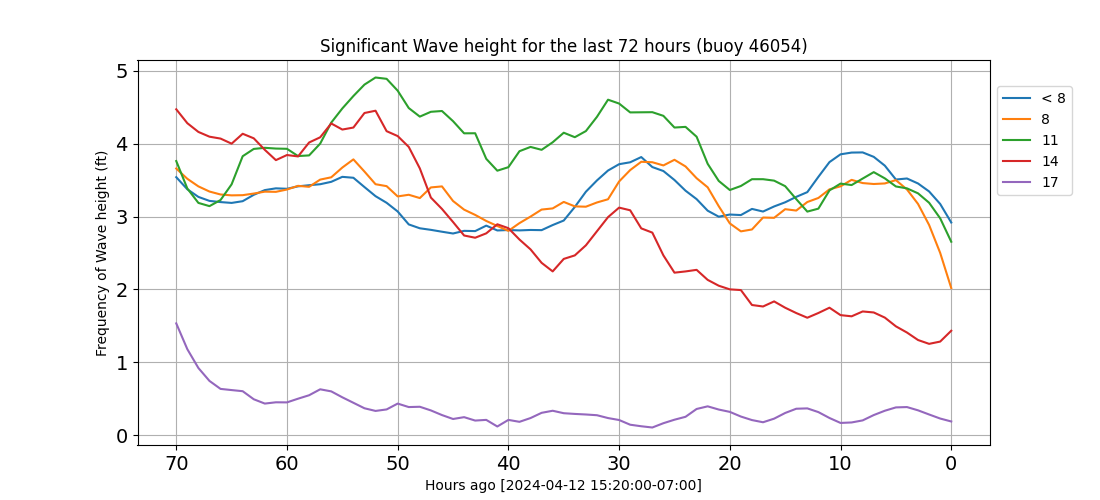 Significant Wave height for the last 72 hours (buoy 46054)
5
4
3
2
1
0
Frequency of Wave height (ft)
70 60 50 40 30 20 10 0
Hours ago [2024-04-12 15:20:00-07:00]
< 8
8
11
14
17